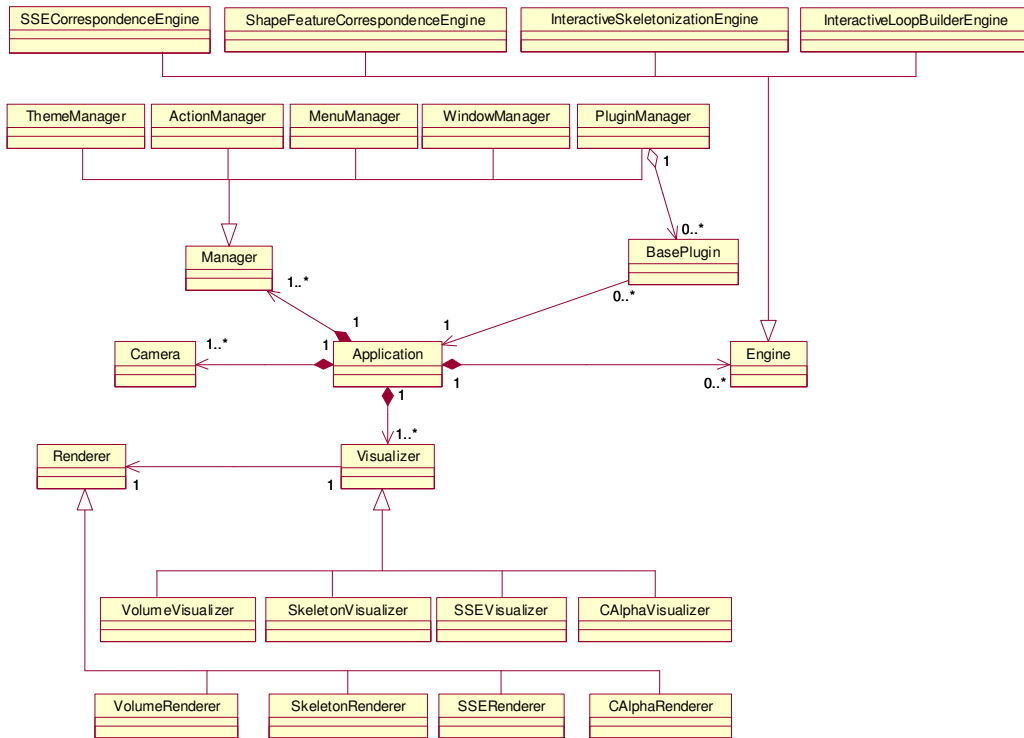 SSECorrespondenceEngine
ShapeFeatureCorrespondenceEngine
InteractiveSkeletonizationEngine
InteractiveLoopBuilderEngine
ThemeManager
ActionManager
MenuManager
WindowManager
PluginManager
1
0..*
Manager
BasePlugin
1..*
0..*
1
1
1..*
1
Camera
Application
Engine
1
0..*
1
1..*
Renderer
Visualizer
1
1
VolumeVisualizer
SkeletonVisualizer
SSEVisualizer
CAlphaVisualizer
VolumeRenderer
SkeletonRenderer
SSERenderer
CAlphaRenderer